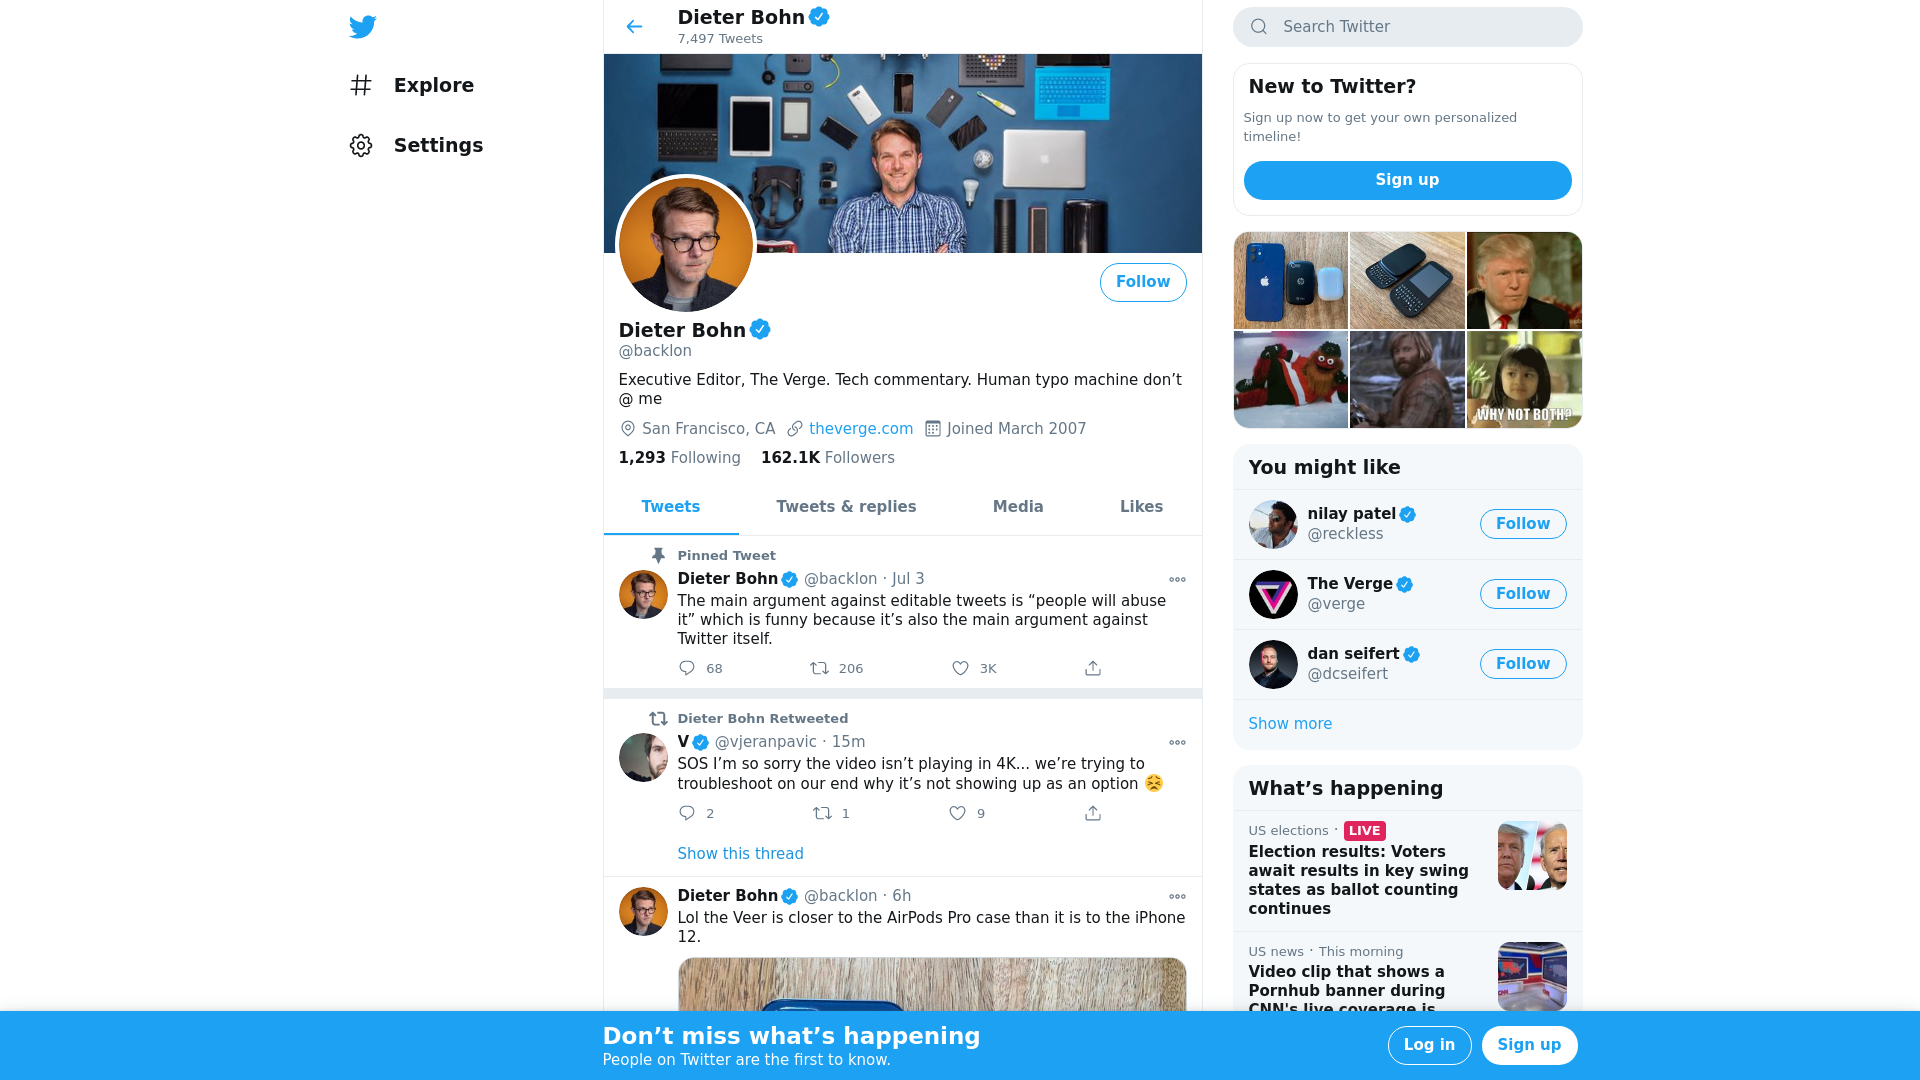 Explore
Settings
Dieter Bohn
7,497 Tweets
Follow
Dieter Bohn
@backlon
Executive Editor, The Verge. Tech commentary. Human typo machine don’t
@ me
San Francisco, CA theverge.com Joined March 2007
1,293 Following 162.1K Followers
Tweets Tweets & replies Media Likes
Pinned Tweet
Dieter Bohn @backlon · Jul 3
The main argument against editable tweets is “people will abuse
it” which is funny because it’s also the main argument against
Twitter itself.
68 206 3K
Dieter Bohn Retweeted
V @vjeranpavic · 15m
SOS I’m so sorry the video isn’t playing in 4K... we’re trying to
troubleshoot on our end why it’s not showing up as an option 😣
2 1 9
Show this thread
Dieter Bohn @backlon · 6h
Lol the Veer is closer to the AirPods Pro case than it is to the iPhone
12.
Search Twitter
New to Twitter?
Sign up now to get your own personalized
timeline!
Sign up
WHY NOT BOTH?
You might like
nilay patel
@reckless
Follow
The Verge
@verge
Follow
dan seifert
@dcseifert
Follow
Show more
What’s happening
US elections · LIVE
Election results: Voters
await results in key swing
states as ballot counting
continues
US news · This morning
Video clip that shows a
Pornhub banner during
CNN's live coverage is
Don’t miss what’s happening
People on Twitter are the first to know.
Log in
Sign up